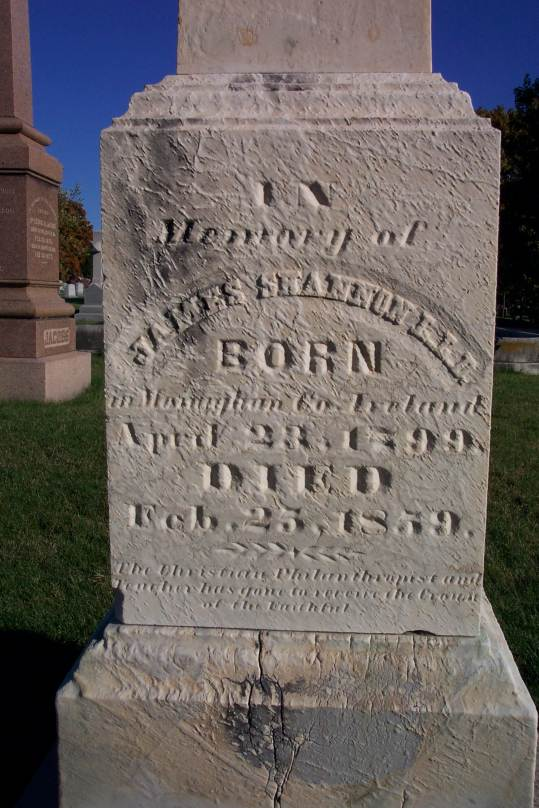 IN
Memory of
JAMES SHANNON L.L.D.
BORN
in Monaghan Co. Ireland
April 23, 1799.
DIED
Feb. 25, 1859.
The Christian Philanthropist and
Teacher has gone to receive the Crown
of the Faithful.
JACOBS